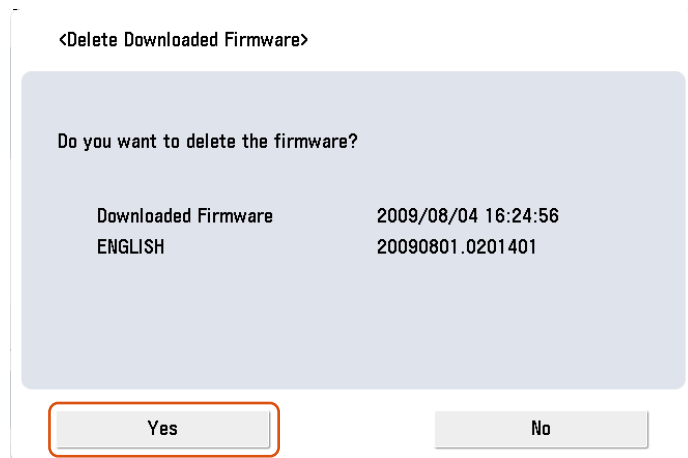 <Delete Downloaded Firmware>
Do you want to delete the firmware?
Downloaded Firmware 2009/08/04 16:24:56
ENGLISH 20090801.0201401
Yes No